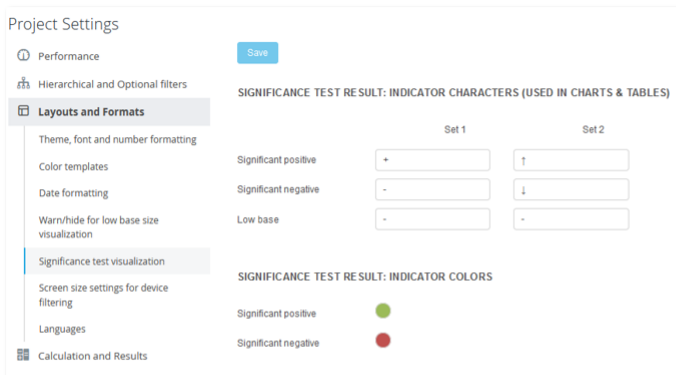 Project Settings
Performance
Hierarchical and Optional filters
Layouts and Formats
Theme, font and number formatting
Color templates
Date formatting
Warn/hide for low base size
visualization
Significance test visualization
Screen size settings for device
filtering
Languages
Calculation and Results
Save
SIGNIFICANCE TEST RESULT: INDICATOR CHARACTERS (USED IN CHARTS & TABLES)
Set 1 Set 2
Significant positive + ↑
Significant negative - ↓
Low base - -
SIGNIFICANCE TEST RESULT: INDICATOR COLORS
Significant positive
Significant negative